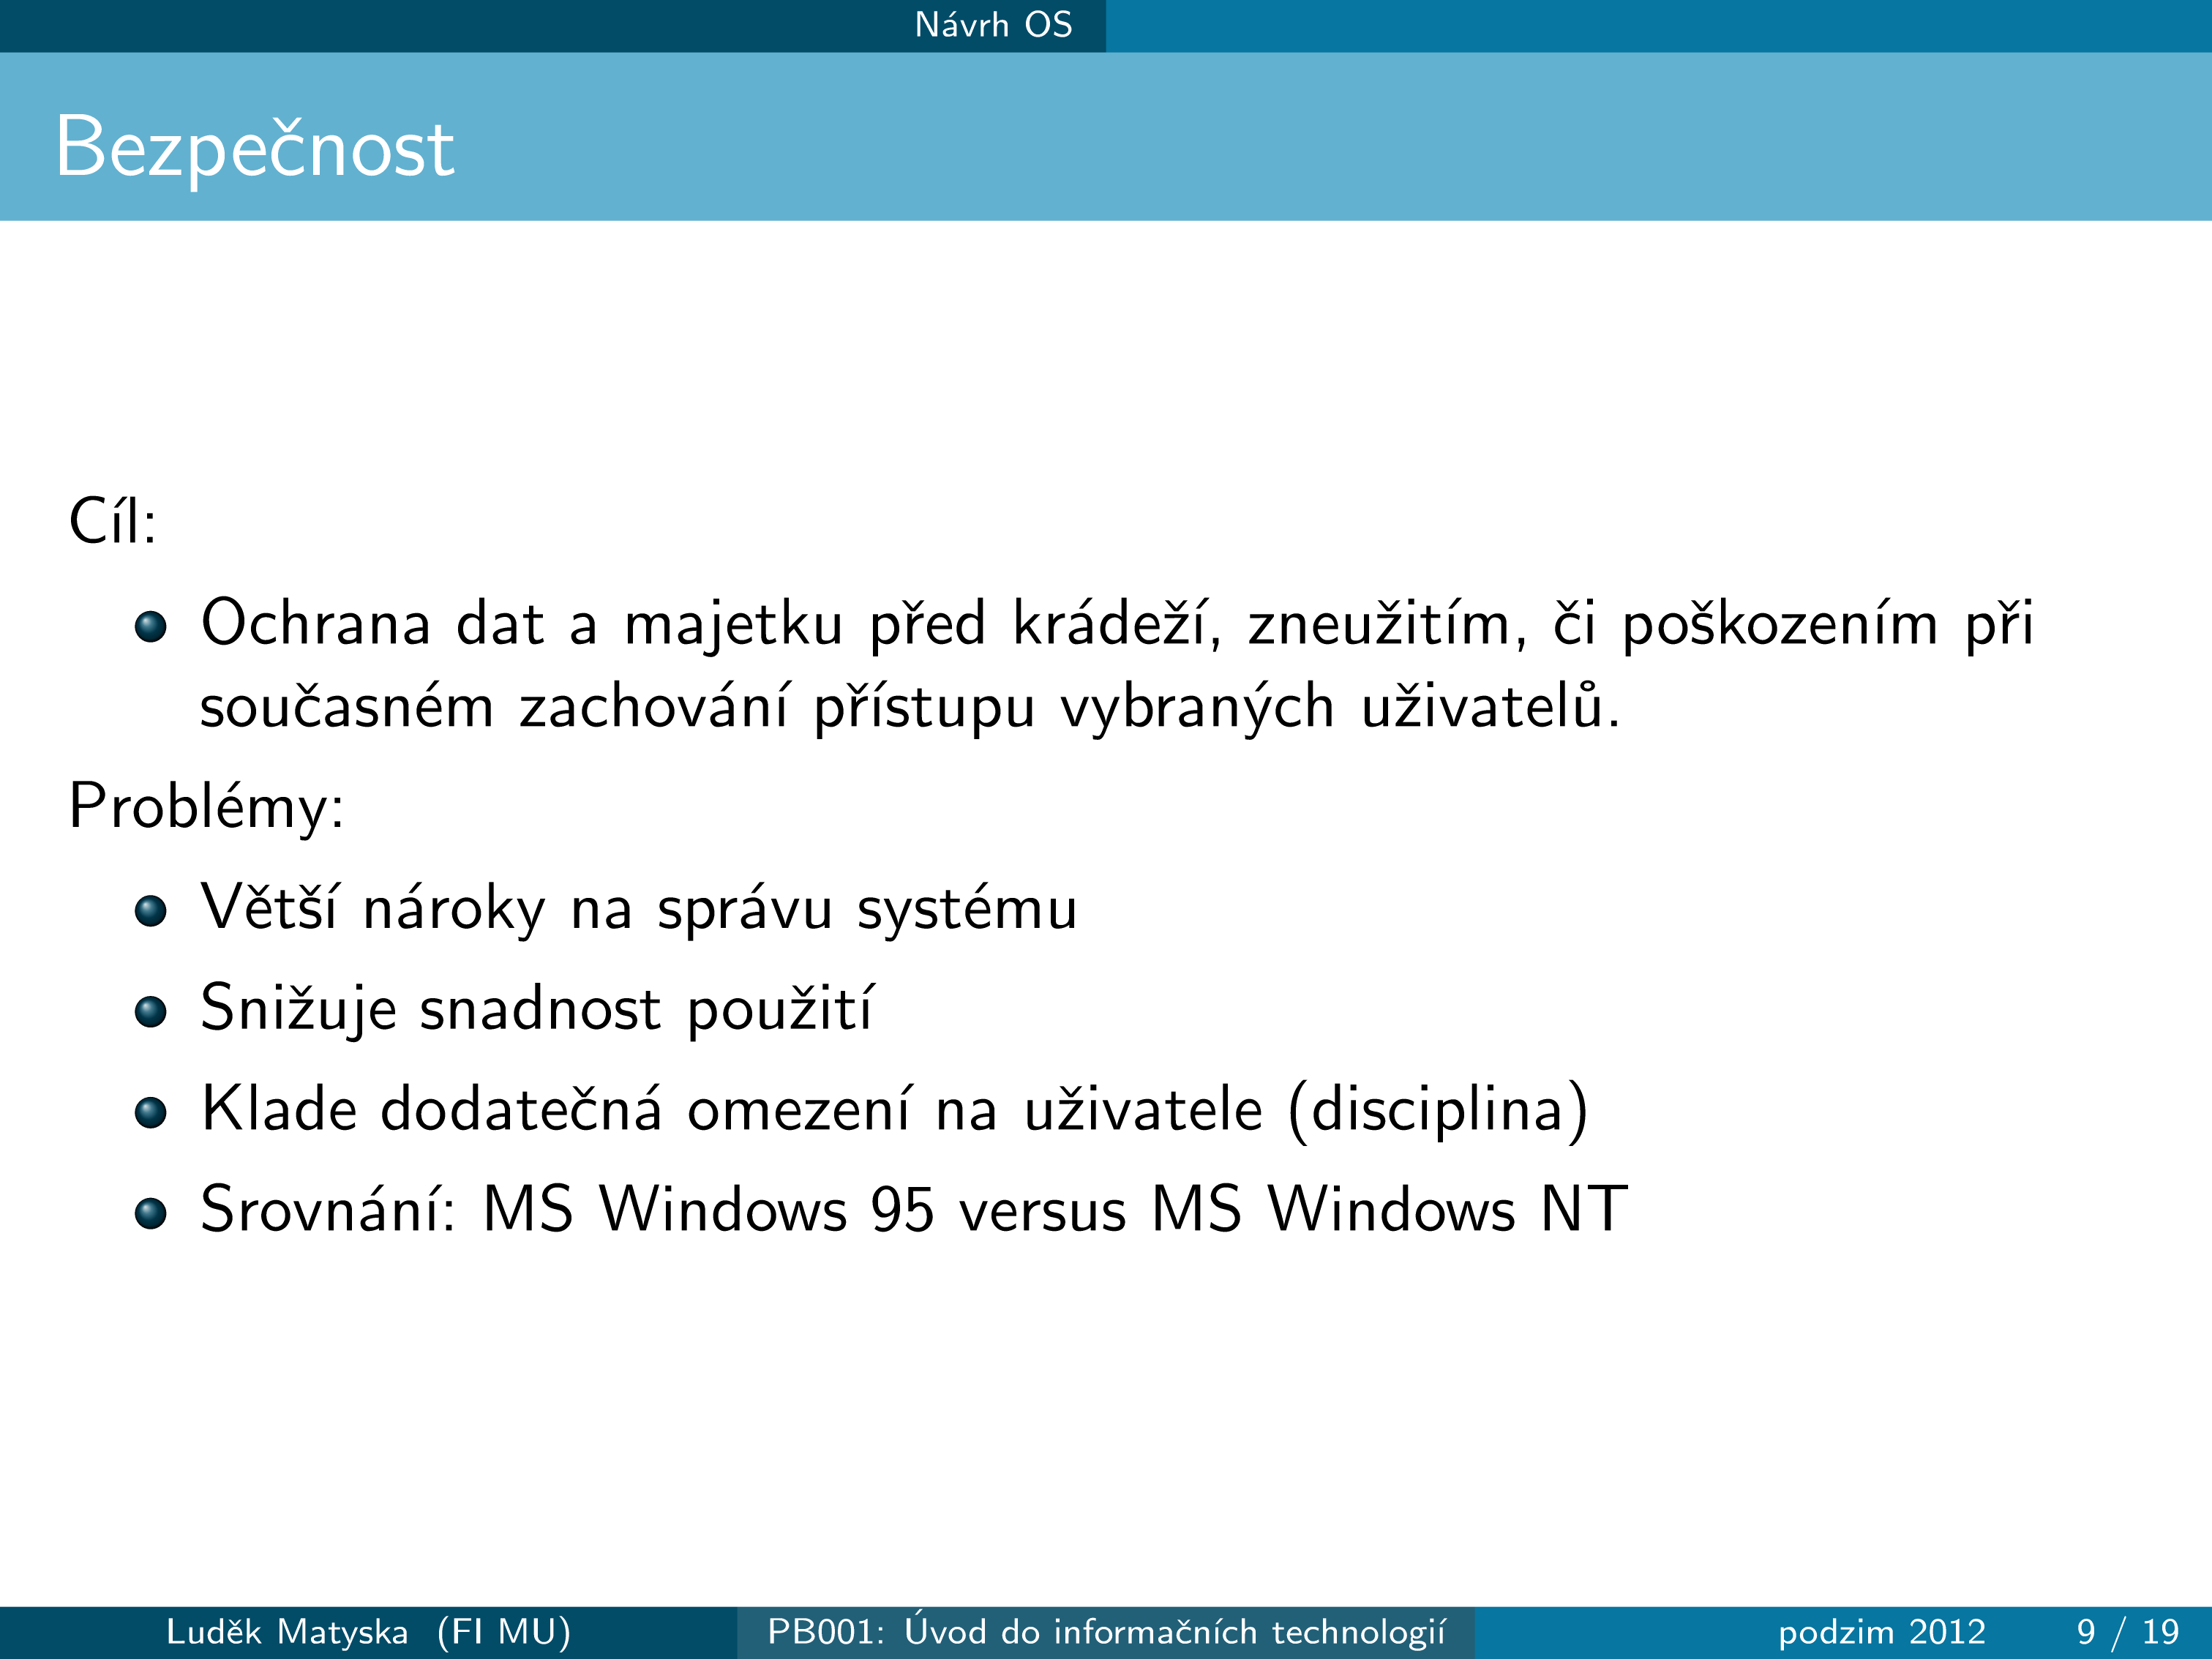 Návrh OS
Bezpečnost
Cíl:
Ochrana dat a majetku před krádeží, zneužitím, či poškozením při
současném zachování přístupu vybraných uživatelů.
Problémy:
Větší nároky na správu systému
Snižuje snadnost použití
Klade dodatečná omezení na uživatele (disciplina)
Srovnání: MS Windows 95 versus MS Windows NT
Luděk Matyska (FI MU) PB001: Úvod do informačních technologií podzim 2012 9 / 19